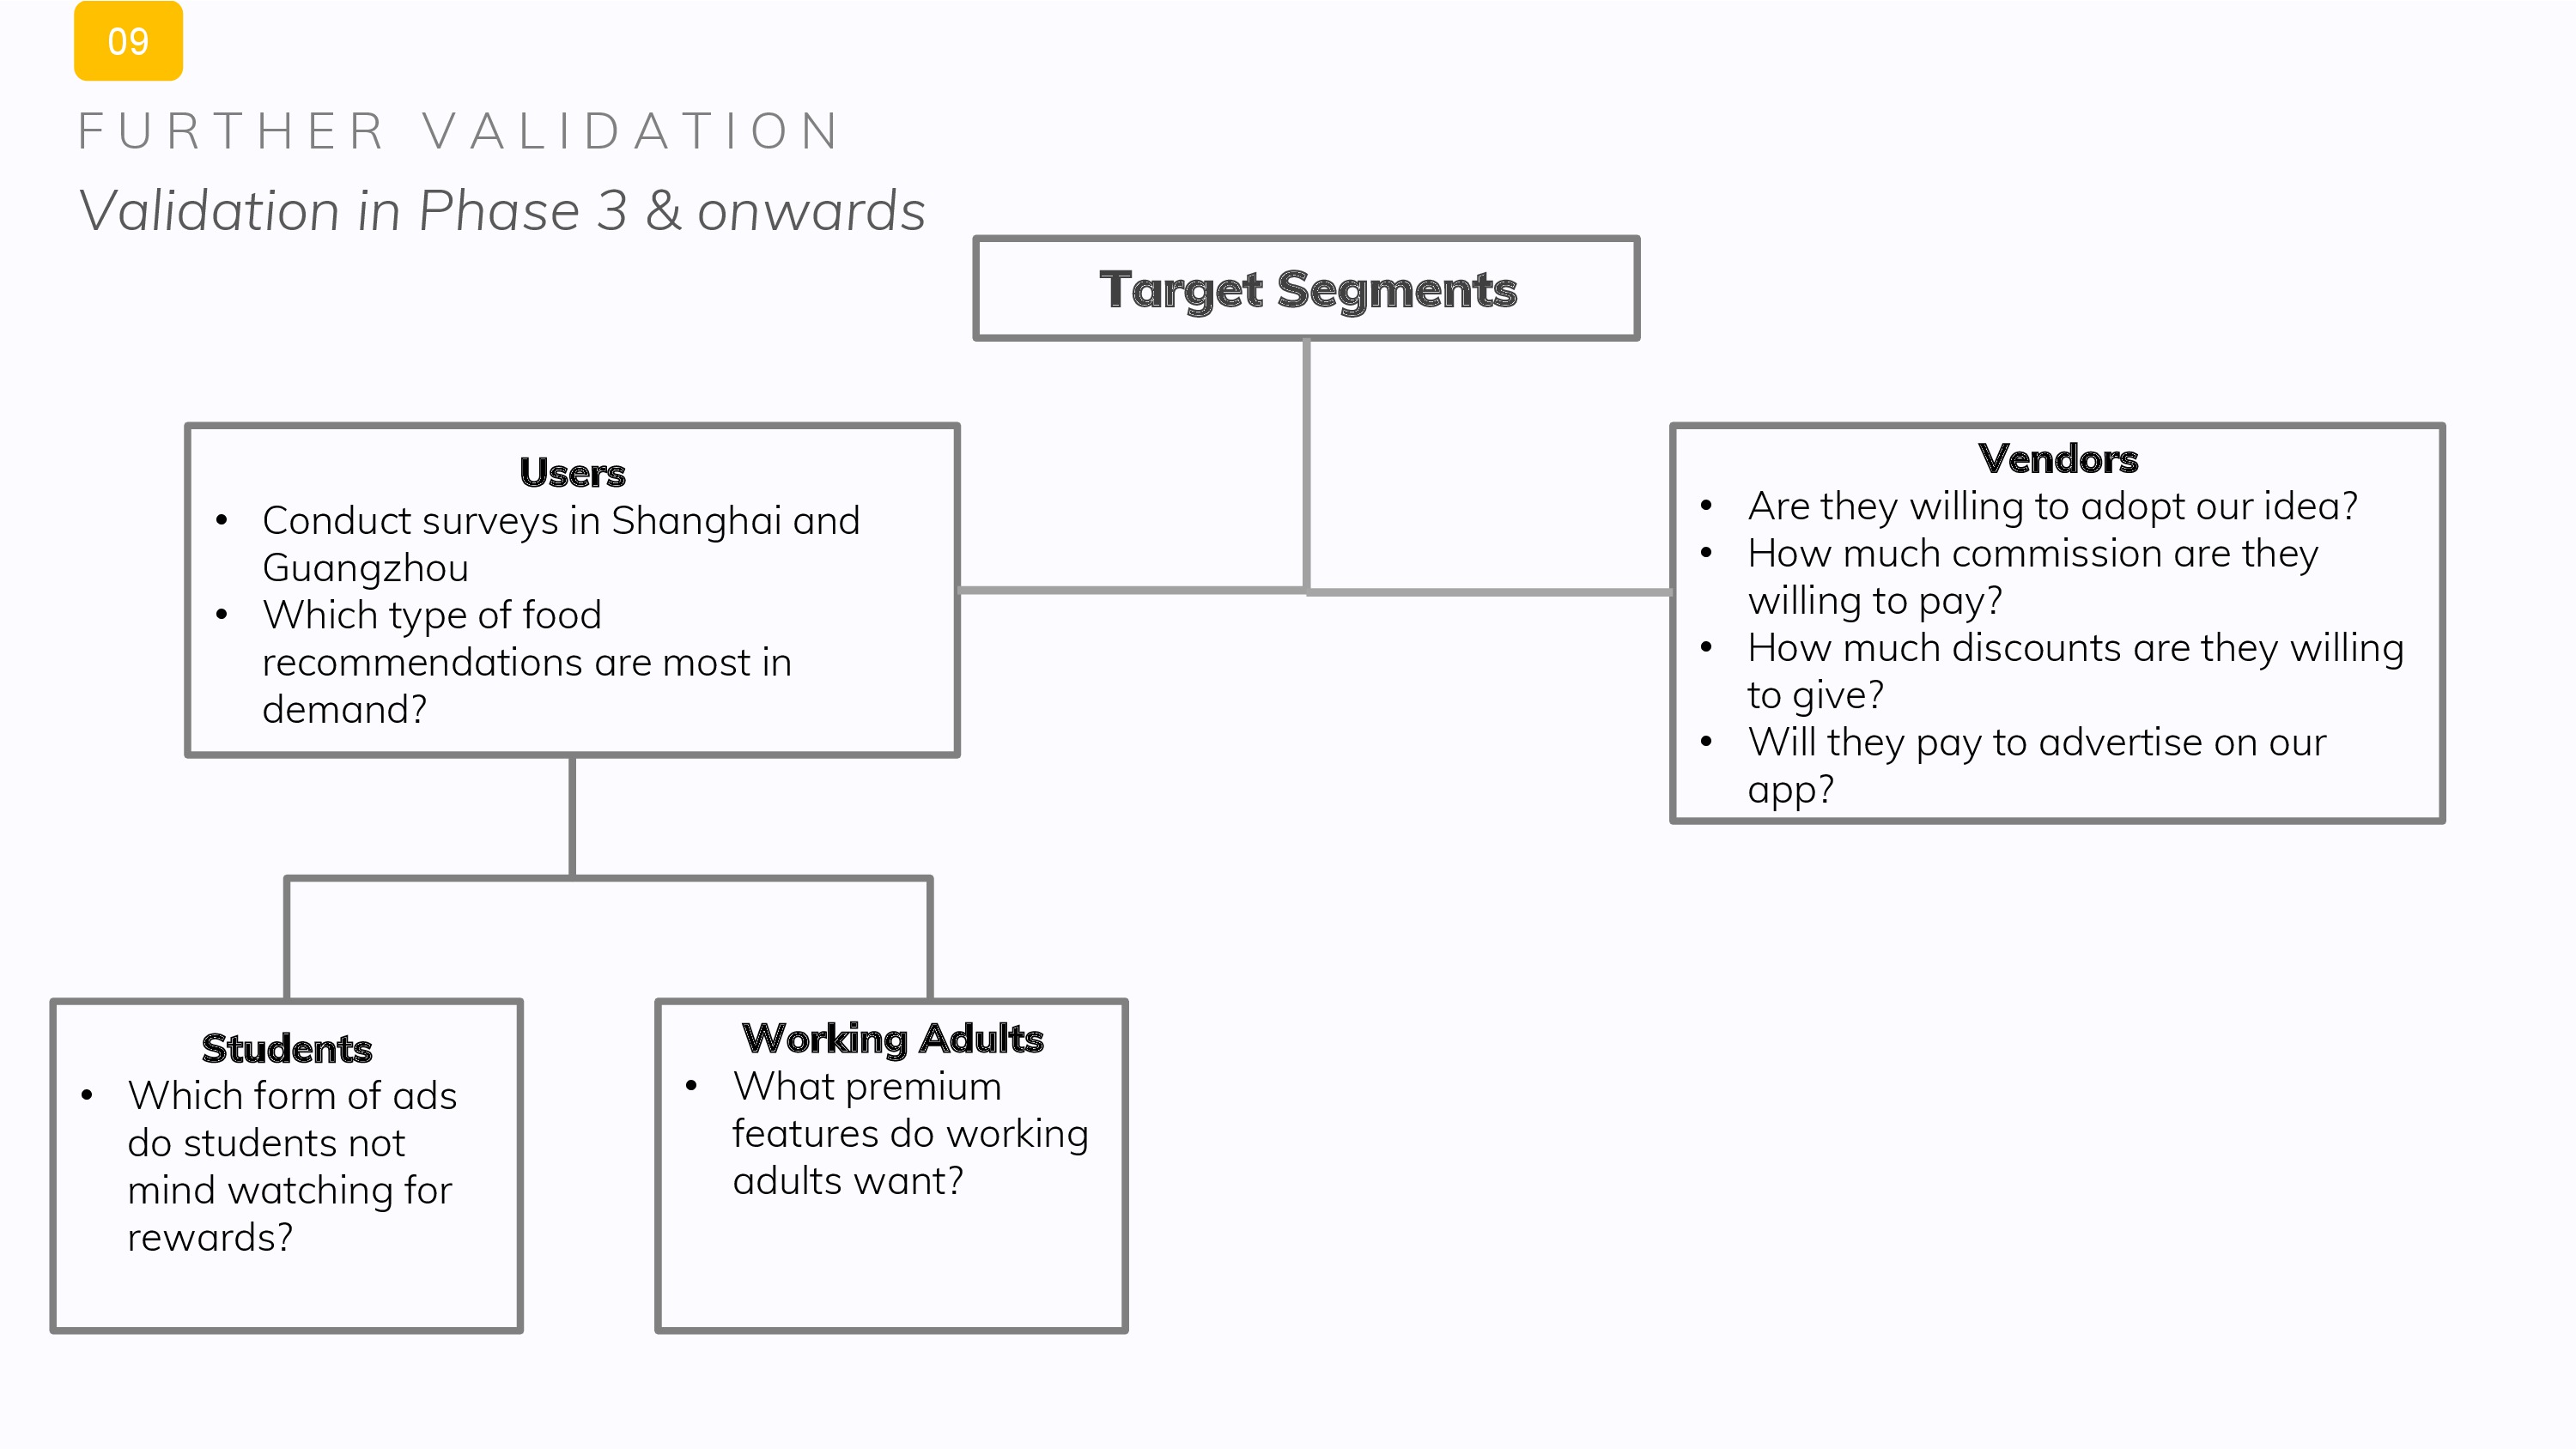 09
FURTHER VALIDATION
Validation in Phase 3 & onwards
Target Segments
Users
• Conduct surveys in Shanghai and
Guangzhou
• Which type of food
recommendations are most in
demand?
Vendors
• Are they willing to adopt our idea?
• How much commission are they
willing to pay?
• How much discounts are they willing
to give?
• Will they pay to advertise on our
app?
Students
• Which form of ads
do students not
mind watching for
rewards?
Working Adults
• What premium
features do working
adults want?